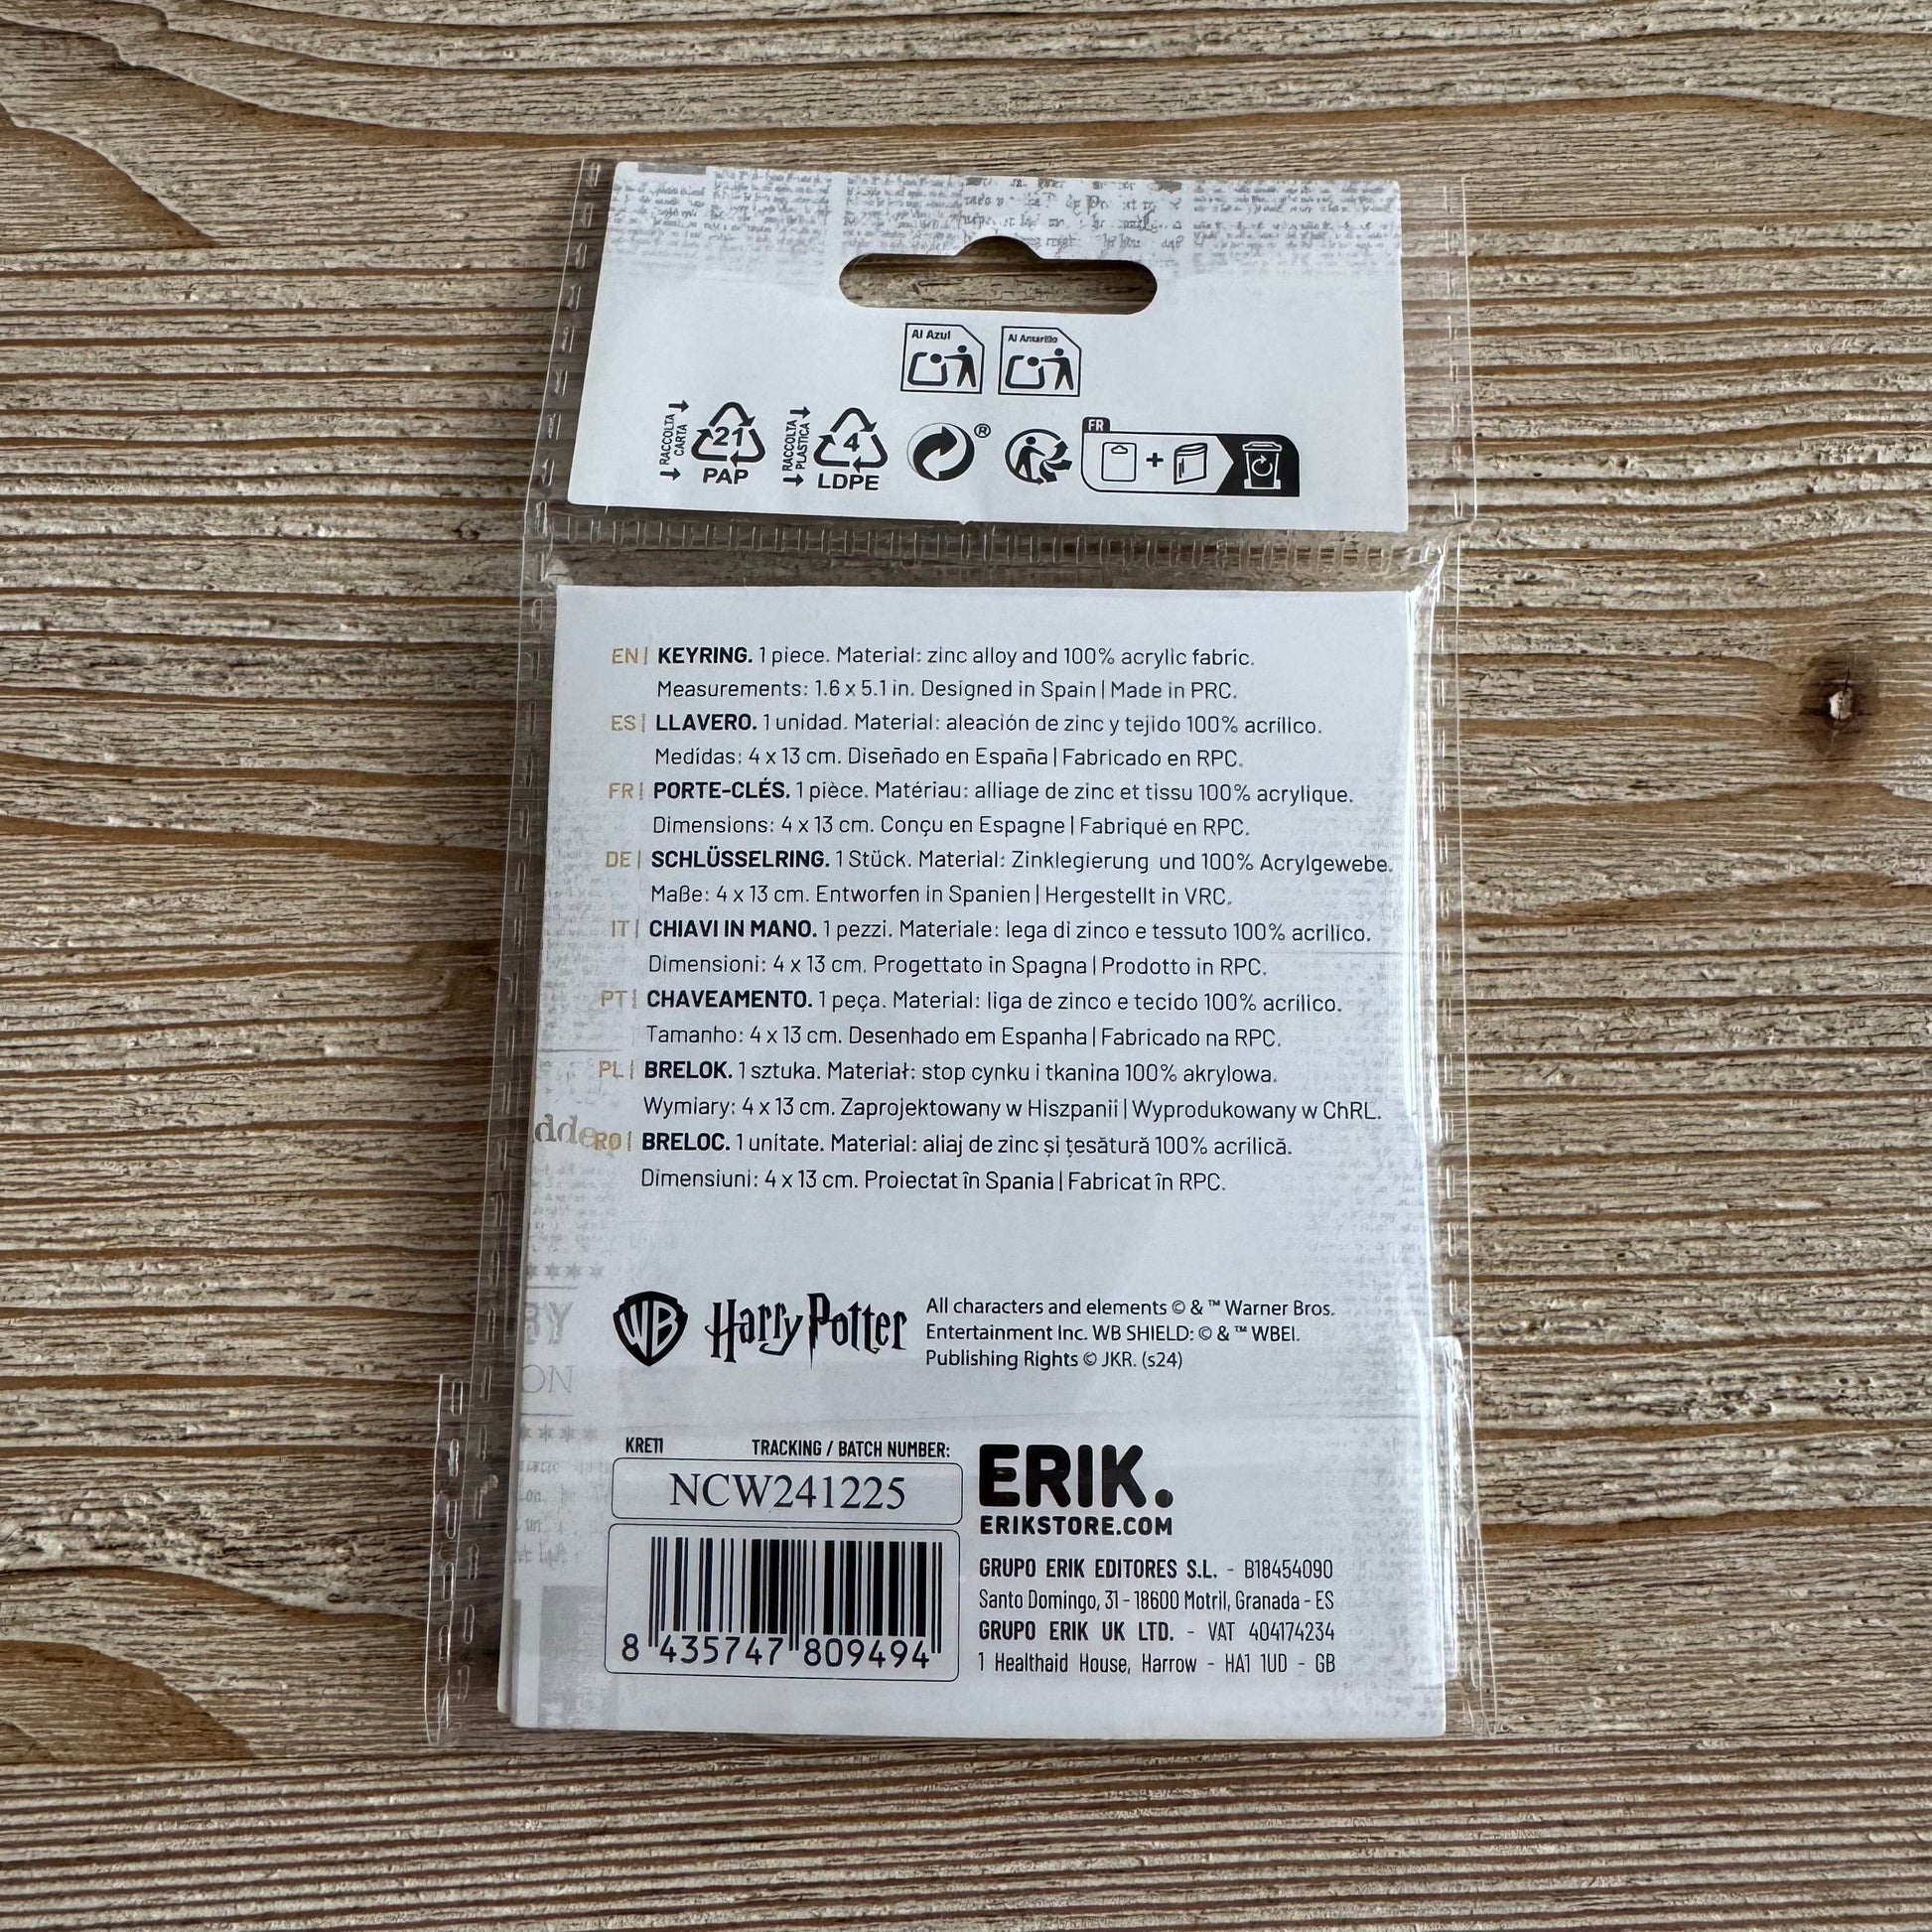 Al Azul
Al Amarillo
RACCOLTA CARTA
21
PAP
RACCOLTA PLASTICA
4
LDPE
®
FR
+
EN| KEYRING. 1 piece. Material: zinc alloy and 100% acrylic fabric.
Measurements: 1.6 x 5.1 in. Designed in Spain | Made in PRC.
ES| LLAVERO. 1 unidad. Material: aleación de zinc y tejido 100% acrílico.
Medidas: 4 x 13 cm. Diseñado en España | Fabricado en RPC.
FR| PORTE-CLÉS. 1 pièce. Matériau: alliage de zinc et tissu 100% acrylique.
Dimensions: 4 x 13 cm. Conçu en Espagne | Fabriqué en RPC.
DE| SCHLÜSSELRING. 1 Stück. Material: Zinklegierung und 100% Acrylgewebe.
Maße: 4 x 13 cm. Entworfen in Spanien | Hergestellt in VRC.
IT| CHIAVI IN MANO. 1 pezzi. Materiale: lega di zinco e tessuto 100% acrilico.
Dimensioni: 4 x 13 cm. Progettato in Spagna | Prodotto in RPC.
PT| CHAVEAMENTO. 1 peça. Material: liga de zinco e tecido 100% acrílico.
Tamanho: 4 x 13 cm. Desenhado em Espanha | Fabricado na RPC.
PL| BRELOK. 1 sztuka. Materiał: stop cynku i tkanina 100% akrylowa.
Wymiary: 4 x 13 cm. Zaprojektowany w Hiszpanii | Wyprodukowany w ChRL.
RO| BRELOC. 1 unitate. Material: aliaj de zinc și țesătură 100% acrilică.
Dimensiuni: 4 x 13 cm. Proiectat în Spania | Fabricat în RPC.
WB Harry Potter
All characters and elements © & ™ Warner Bros.
Entertainment Inc. WB SHIELD: © & ™ WBEI.
Publishing Rights © JKR. (s24)
KRE11 TRACKING / BATCH NUMBER:
NCW241225
8 435747 809494
ERIK.
ERIKSTORE.COM
GRUPO ERIK EDITORES S.L. - B18454090
Santo Domingo, 31 - 18600 Motril, Granada - ES
GRUPO ERIK UK LTD. - VAT 404174234
1 Healthaid House, Harrow - HA1 1UD - GB